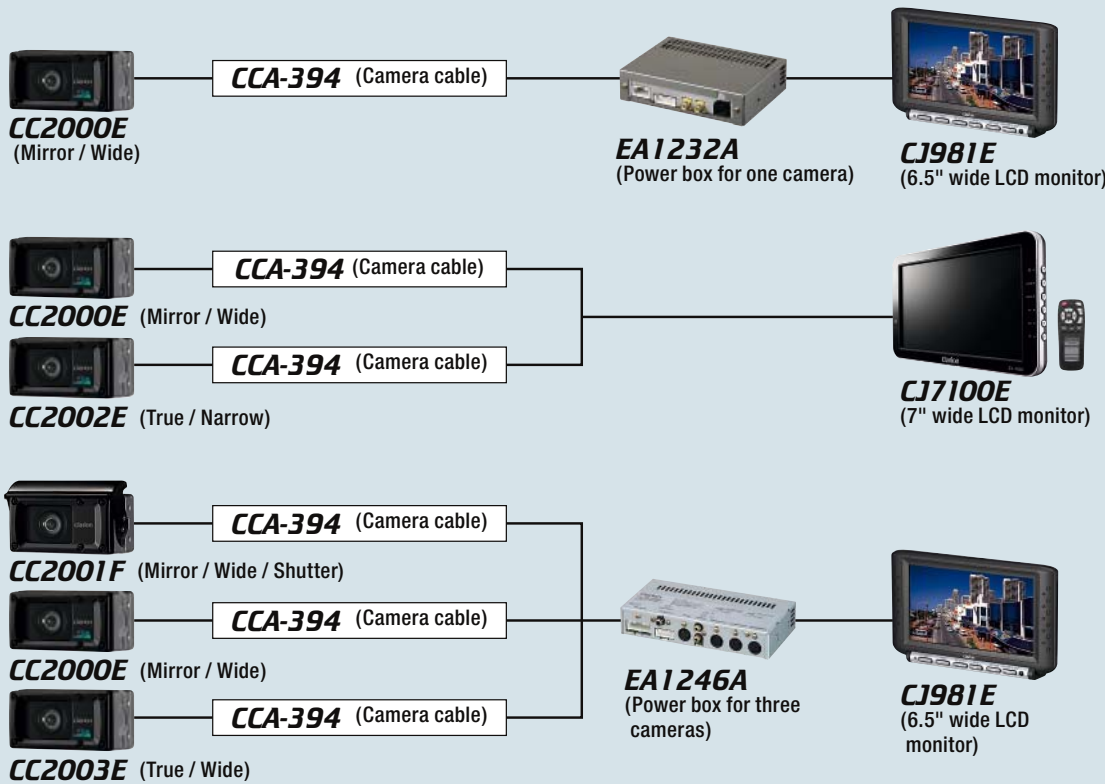 CCA-394 (Camera cable)
CC2000E
(Mirror / Wide)
EA1232A
(Power box for one camera)
CJ981E
(6.5" wide LCD monitor)
CCA-394 (Camera cable)
CC2000E (Mirror / Wide)
CCA-394 (Camera cable)
CC2002E (True / Narrow)
CJ7100E
(7" wide LCD monitor)
CCA-394 (Camera cable)
CC2001F (Mirror / Wide / Shutter)
CCA-394 (Camera cable)
CC2000E (Mirror / Wide)
CCA-394 (Camera cable)
CC2003E (True / Wide)
EA1246A
(Power box for three
cameras)
CJ981E
(6.5" wide LCD
monitor)